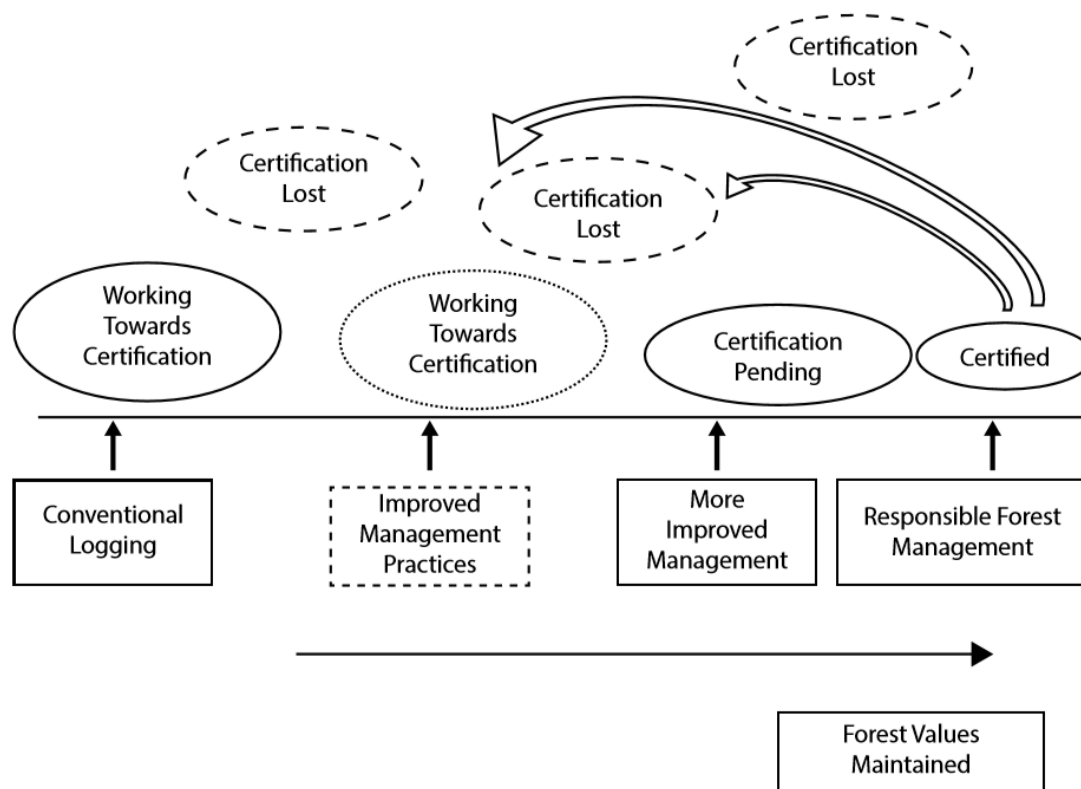 Certification
Lost
Certification
Lost
Certification
Lost
Working
Towards
Certification
Working
Towards
Certification
Certification
Pending
Certified
Conventional
Logging
Improved
Management
Practices
More
Improved
Management
Responsible Forest
Management
Forest Values
Maintained